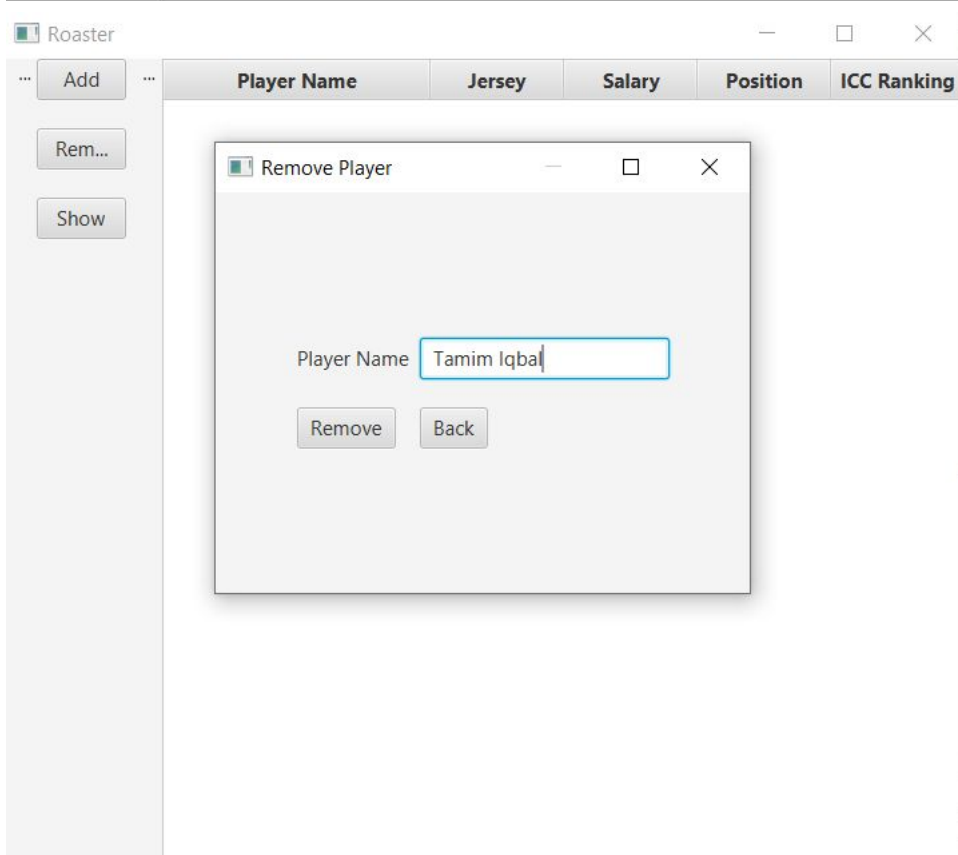 Roaster
... Add ...
Player Name Jersey Salary Position ICC Ranking
Rem...
Show
Remove Player
Player Name Tamim Iqbal
Remove Back